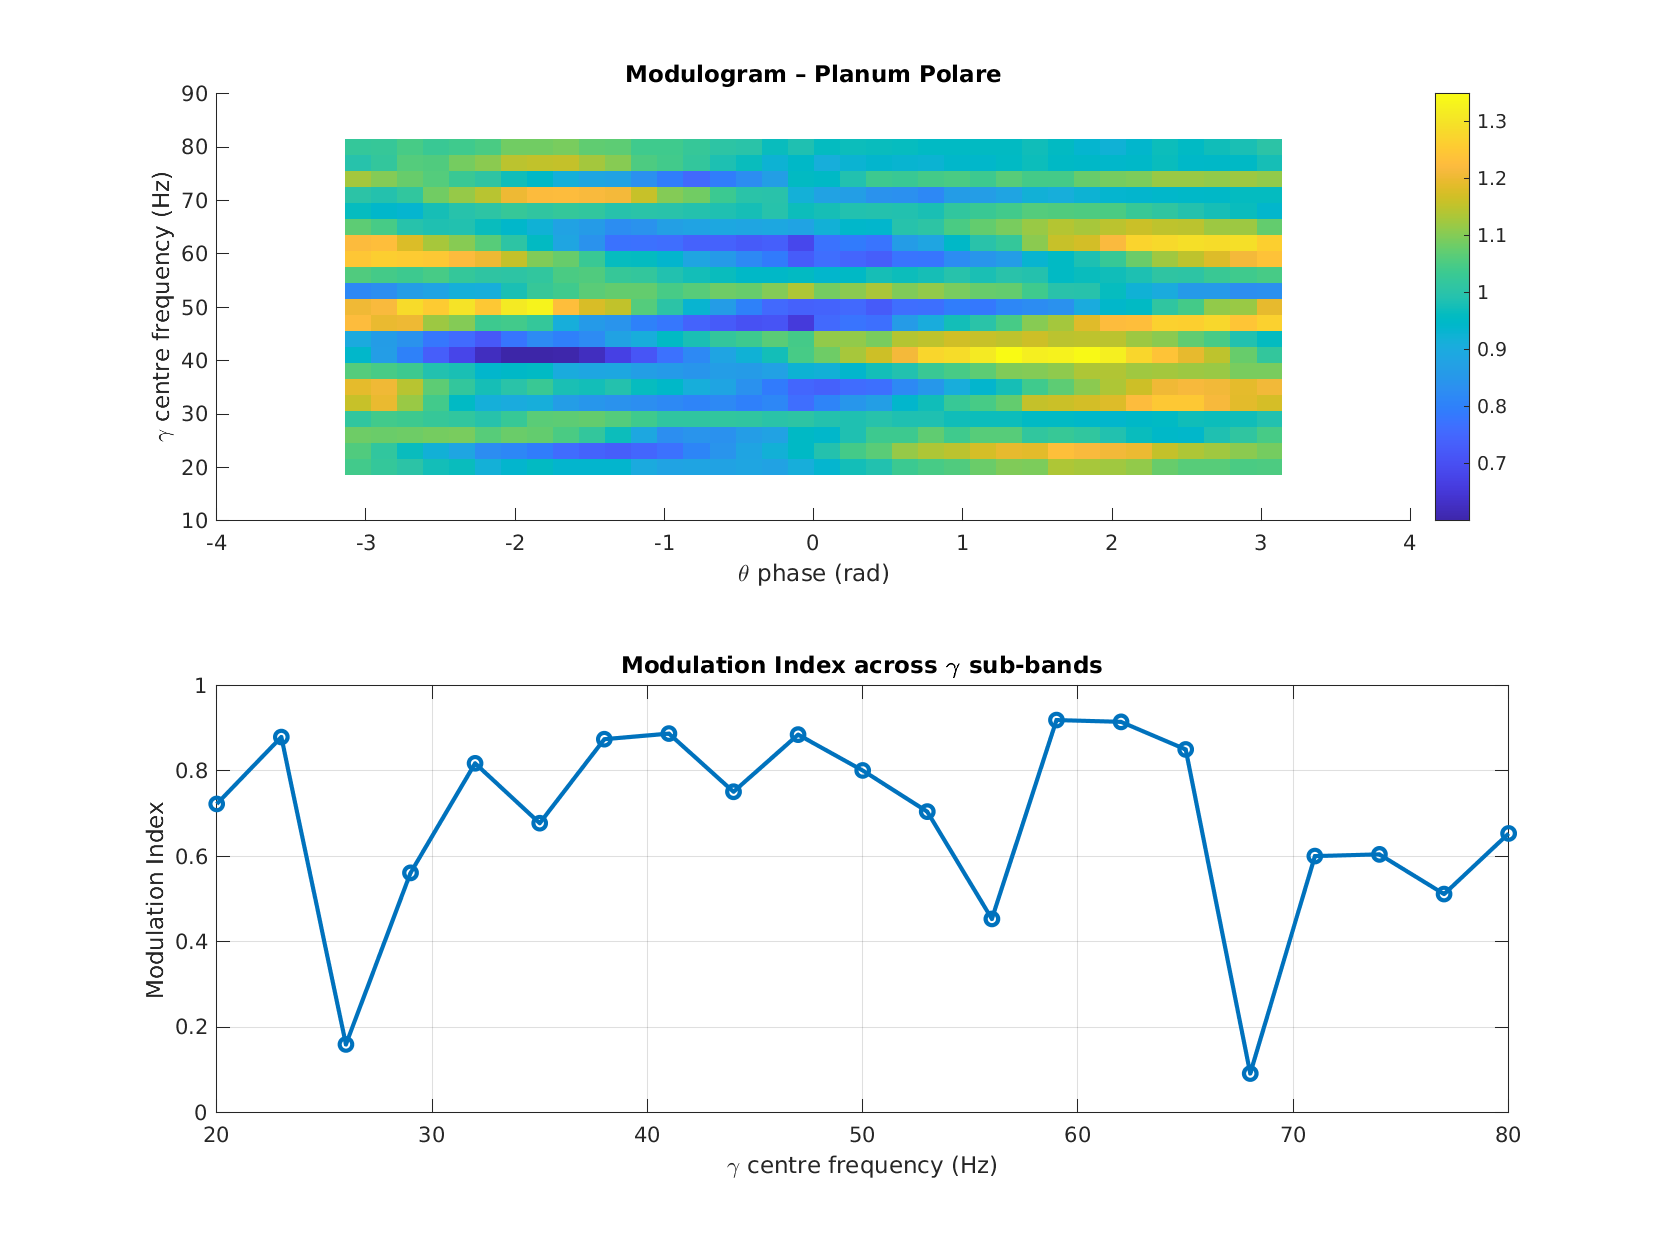 Modulogram – Planum Polare
γ centre frequency (Hz)
90
80
70
60
50
40
30
20
10
-4 -3 -2 -1 0 1 2 3 4
θ phase (rad)
1.3
1.2
1.1
1
0.9
0.8
0.7
Modulation Index across γ sub-bands
Modulation Index
1
0.8
0.6
0.4
0.2
0
20 30 40 50 60 70 80
γ centre frequency (Hz)